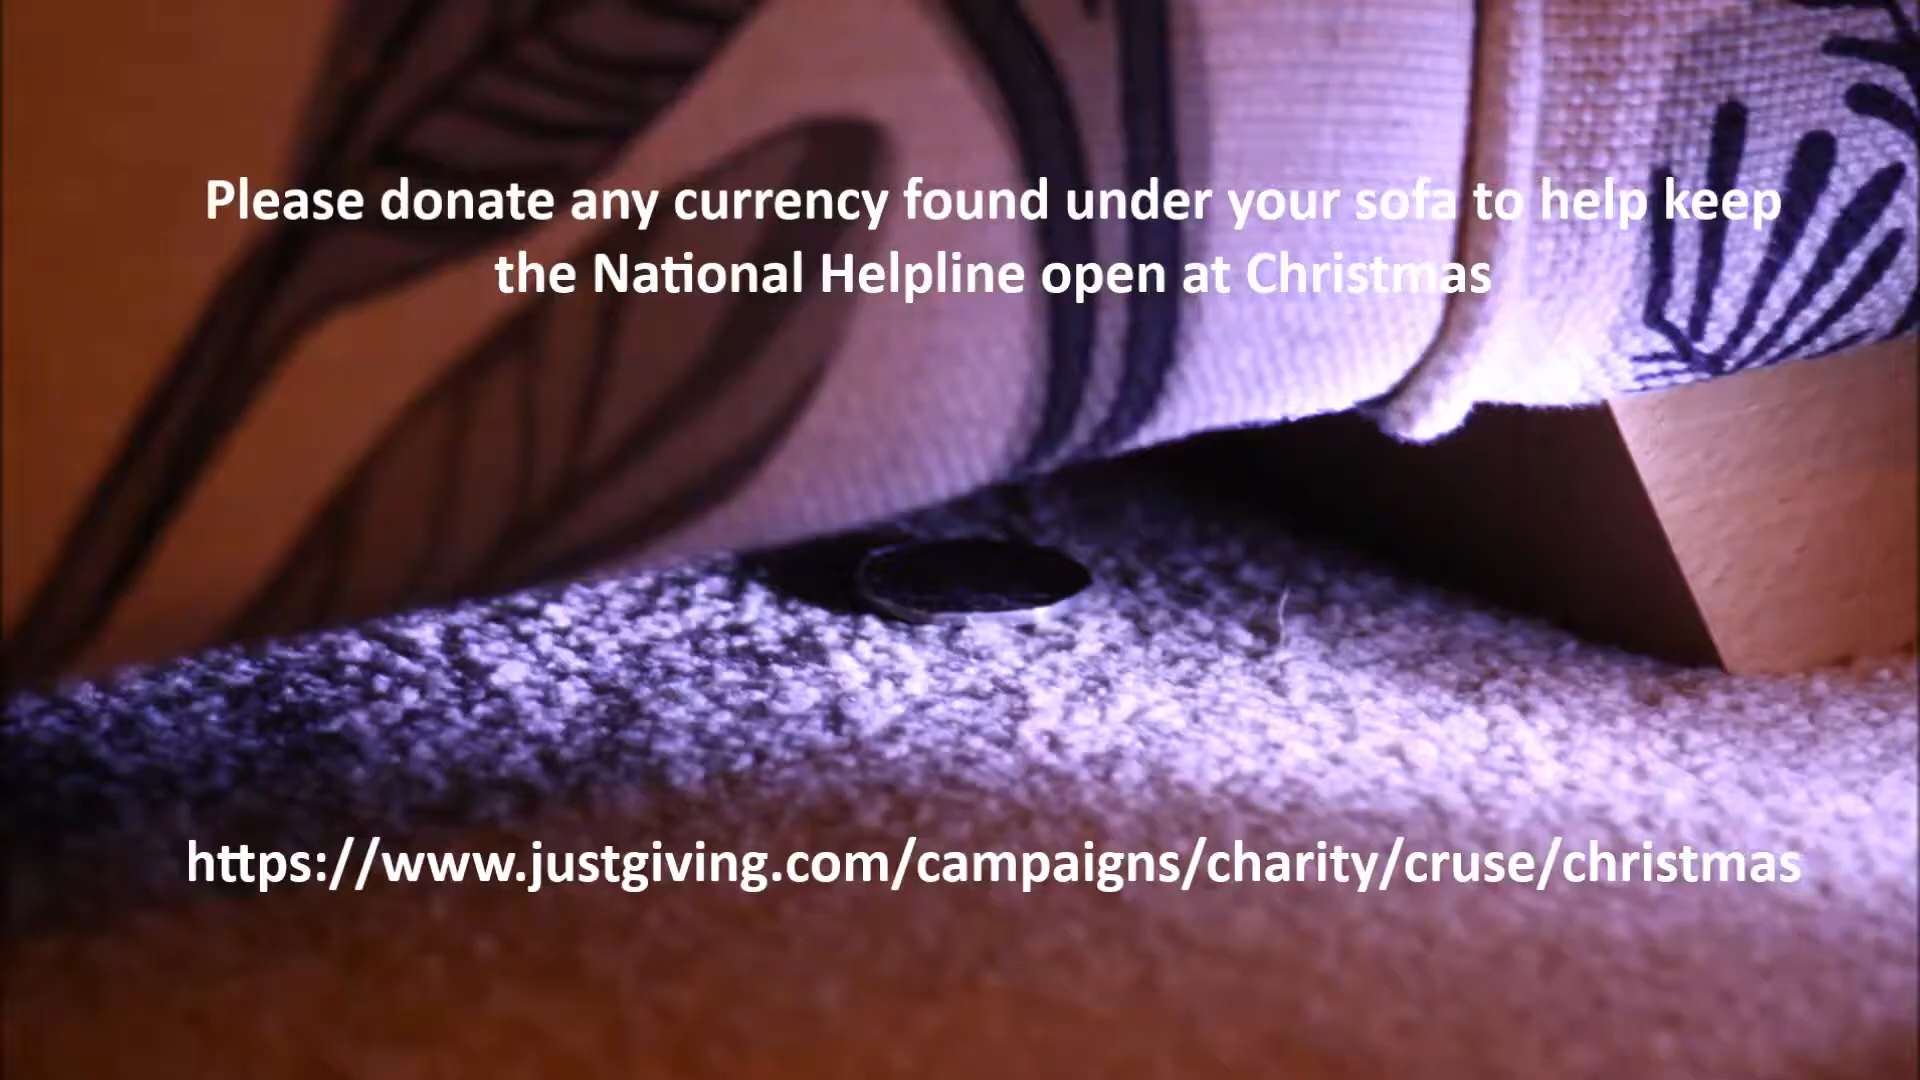 Please donate any currency found under your sofa to help keep
the National Helpline open at Christmas
https://www.justgiving.com/campaigns/charity/cruse/christmas